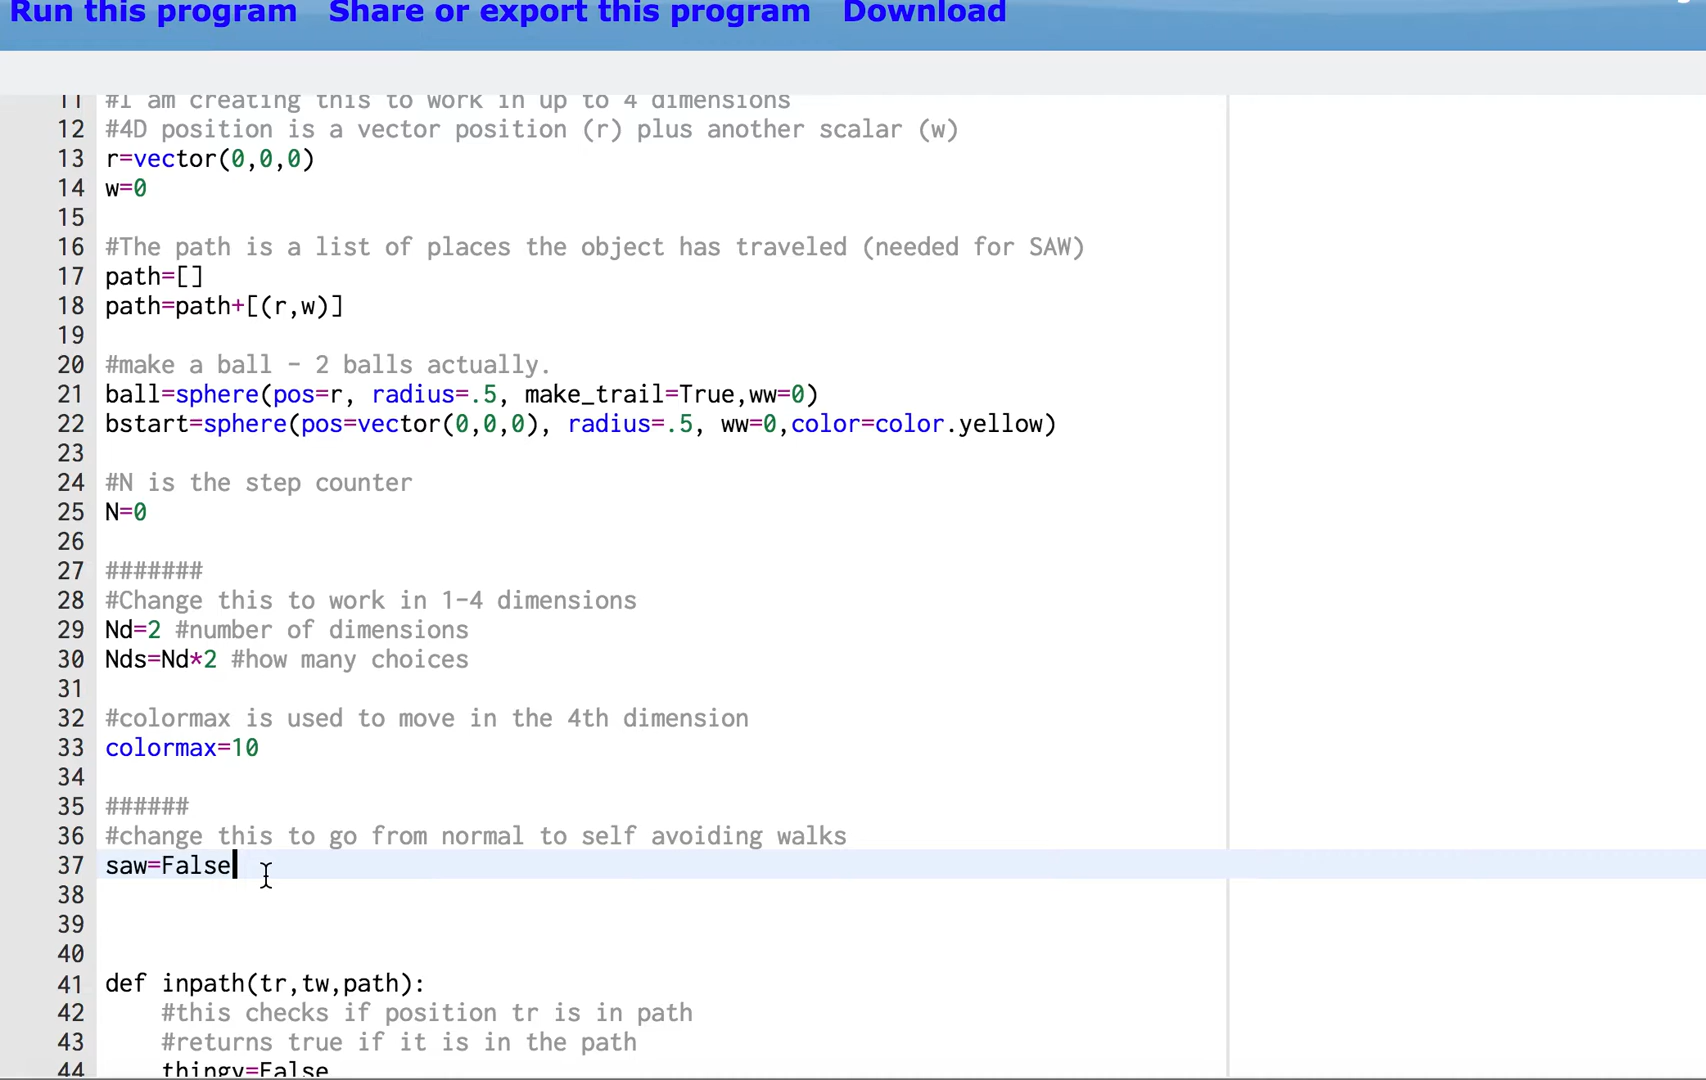 Run this program Share or export this program Download
11 #I am creating this to work in up to 4 dimensions
12 #4D position is a vector position (r) plus another scalar (w)
13 r=vector(0,0,0)
14 w=0
15
16 #The path is a list of places the object has traveled (needed for SAW)
17 path=[]
18 path=path+[(r,w)]
19
20 #make a ball - 2 balls actually.
21 ball=sphere(pos=r, radius=.5, make_trail=True,ww=0)
22 bstart=sphere(pos=vector(0,0,0), radius=.5, ww=0,color=color.yellow)
23
24 #N is the step counter
25 N=0
26
27 #######
28 #Change this to work in 1-4 dimensions
29 Nd=2 #number of dimensions
30 Nds=Nd*2 #how many choices
31
32 #colormax is used to move in the 4th dimension
33 colormax=10
34
35 ######
36 #change this to go from normal to self avoiding walks
37 saw=False
38
39
40
41 def inpath(tr,tw,path):
42 #this checks if position tr is in path
43 #returns true if it is in the path
44 thingy=False